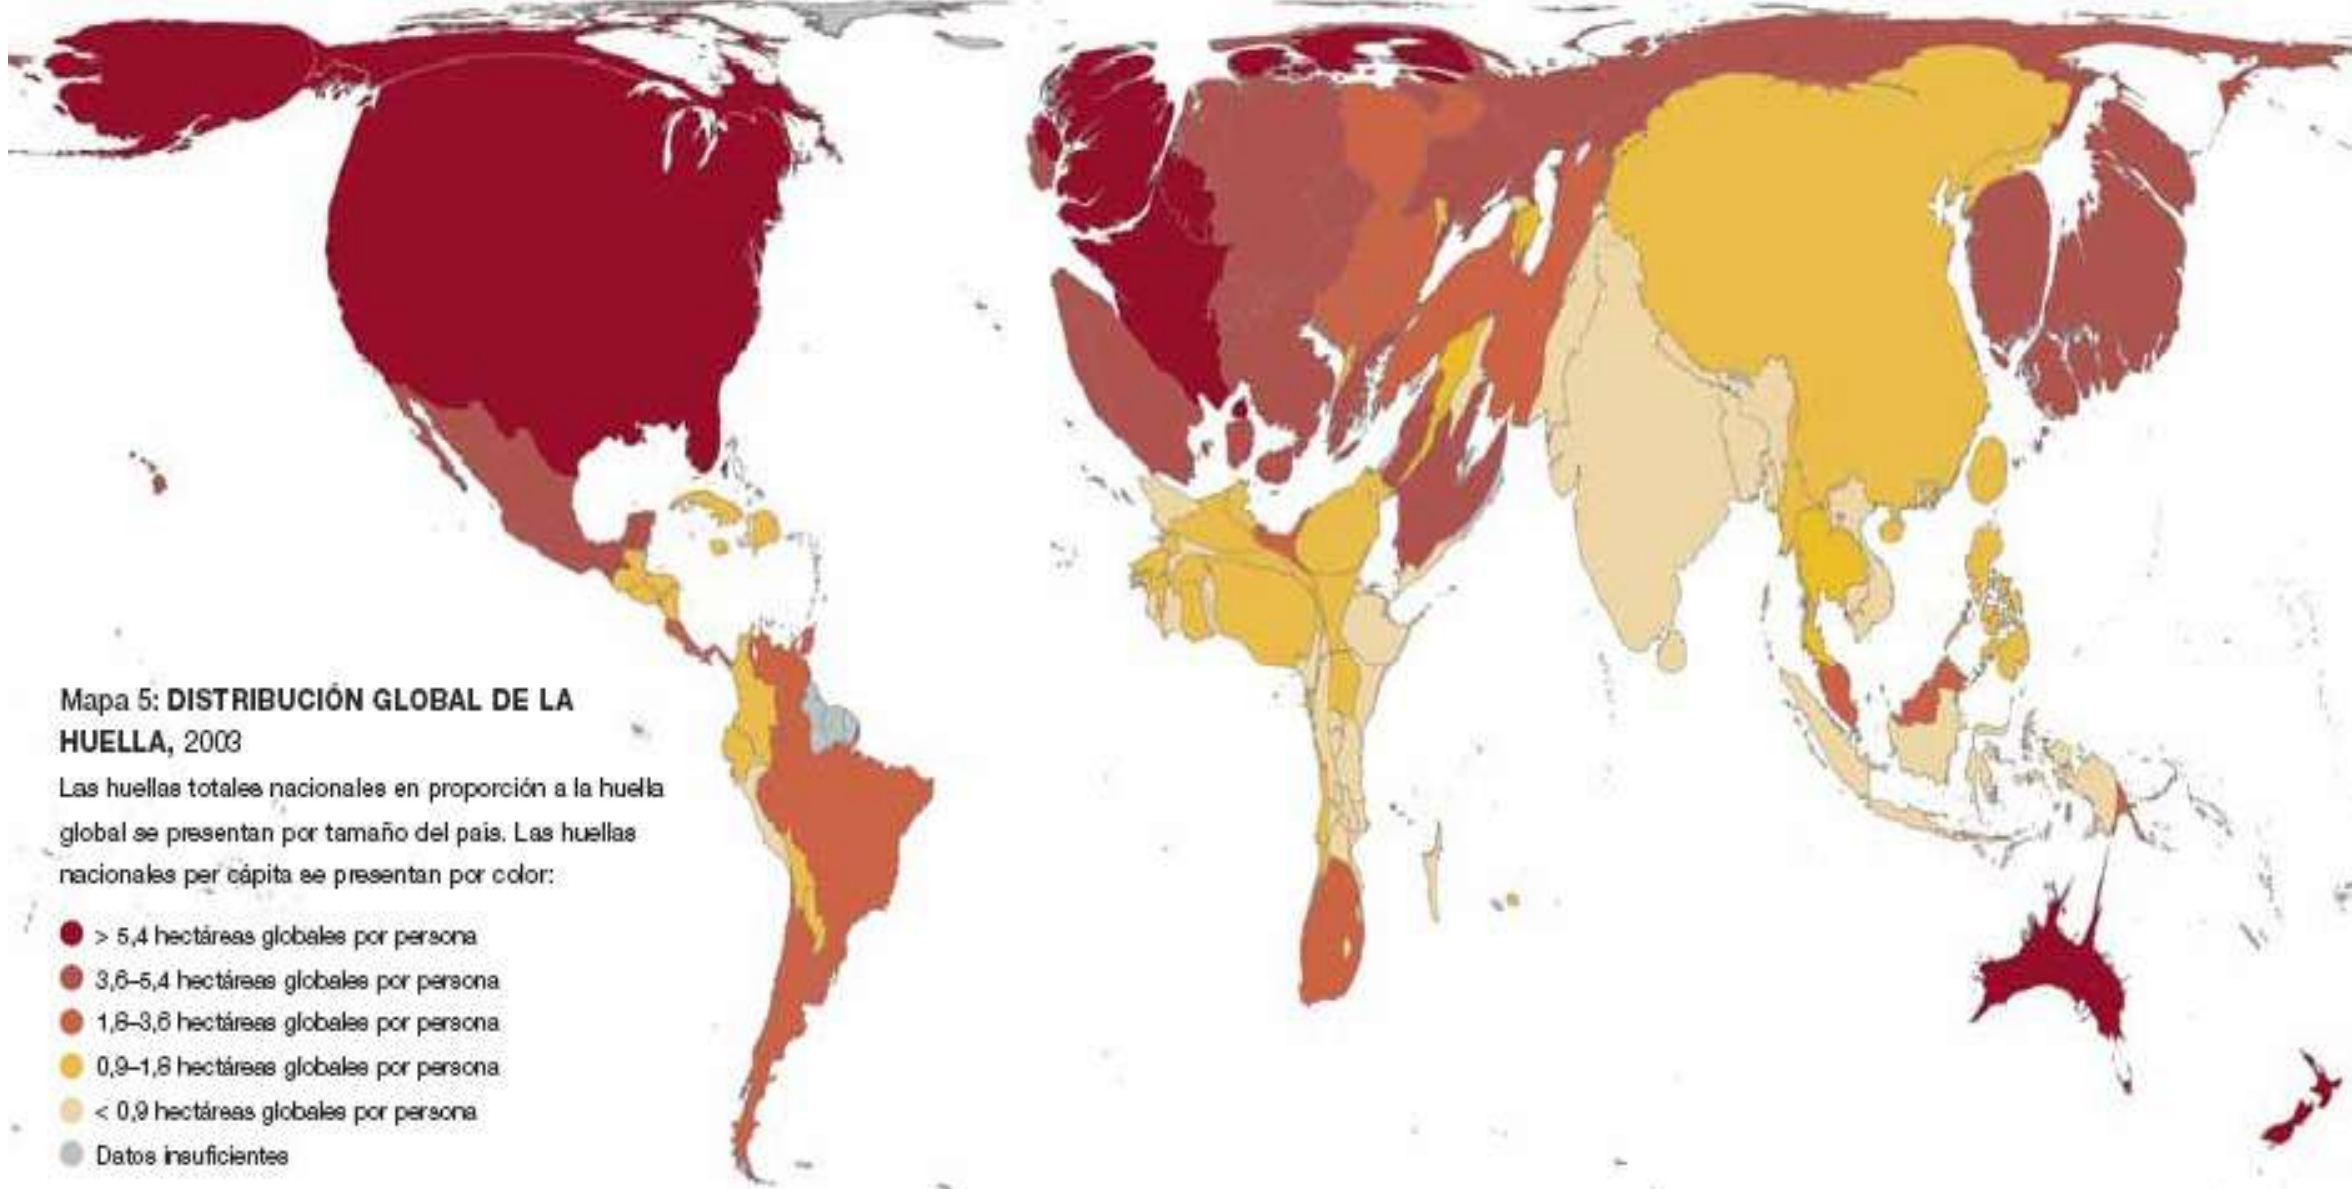 Mapa 5: DISTRIBUCIÓN GLOBAL DE LA
HUELLA, 2003
Las huellas totales nacionales en proporción a la huella
global se presentan por tamaño del pais. Las huellas
nacionales per cápita se presentan por color:
> 5,4 hectáreas globales por persona
3,6–5,4 hectáreas globales por persona
1,8–3,6 hectáreas globales por persona
0,9–1,8 hectáreas globales por persona
< 0,9 hectáreas globales por persona
Datos insuficientes